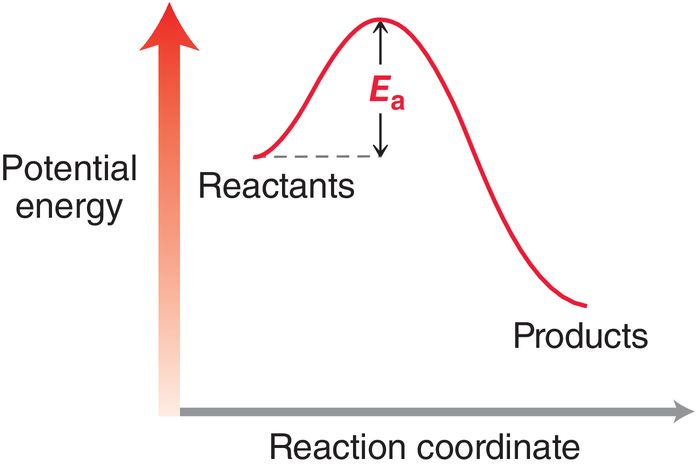 Potential
energy
Reactants
Ea
Products
Reaction coordinate